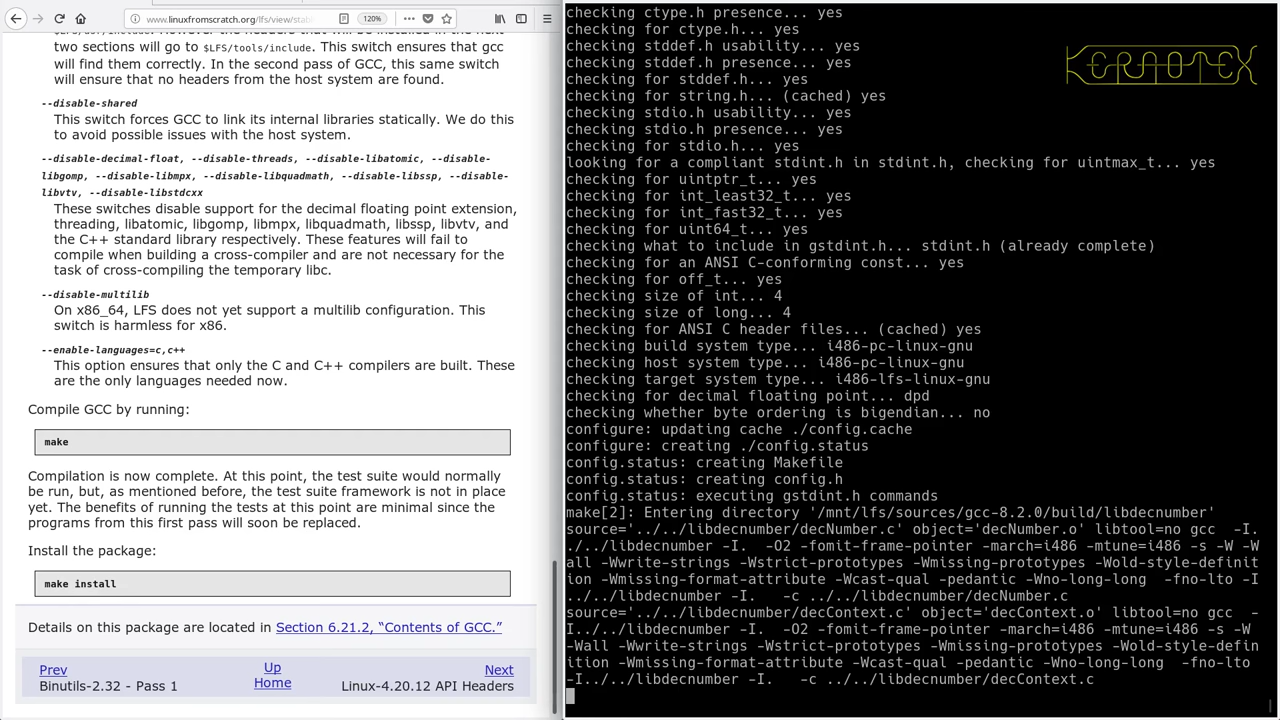 www.linuxfromscratch.org/lfs/view/stab
120%
two sections will go to $LFS/tools/include. This switch ensures that gcc
will find them correctly. In the second pass of GCC, this same switch
will ensure that no headers from the host system are found.
--disable-shared
This switch forces GCC to link its internal libraries statically. We do this
to avoid possible issues with the host system.
--disable-decimal-float, --disable-threads, --disable-libatomic, --disable-
libgomp, --disable-libmpx, --disable-libquadmath, --disable-libssp, --disable-
libvtv, --disable-libstdcxx
These switches disable support for the decimal floating point extension,
threading, libatomic, libgomp, libmpx, libquadmath, libssp, libvtv, and
the C++ standard library respectively. These features will fail to
compile when building a cross-compiler and are not necessary for the
task of cross-compiling the temporary libc.
--disable-multilib
On x86_64, LFS does not yet support a multilib configuration. This
switch is harmless for x86.
--enable-languages=c,c++
This option ensures that only the C and C++ compilers are built. These
are the only languages needed now.
Compile GCC by running:
make
Compilation is now complete. At this point, the test suite would normally
be run, but, as mentioned before, the test suite framework is not in place
yet. The benefits of running the tests at this point are minimal since the
programs from this first pass will soon be replaced.
Install the package:
make install
Details on this package are located in Section 6.21.2, “Contents of GCC.”
Prev Up Next
Binutils-2.32 - Pass 1 Home Linux-4.20.12 API Headers
checking ctype.h presence... yes
checking for ctype.h... yes
checking stddef.h usability... yes
checking stddef.h presence... yes
checking for stddef.h... yes
checking for string.h... (cached) yes
checking stdio.h usability... yes
checking stdio.h presence... yes
checking for stdio.h... yes
looking for a compliant stdint.h in stdint.h, checking for uintmax_t... yes
checking for uintptr_t... yes
checking for int_least32_t... yes
checking for int_fast32_t... yes
checking for uint64_t... yes
checking what to include in gstdint.h... stdint.h (already complete)
checking for an ANSI C-conforming const... yes
checking for off_t... yes
checking size of int... 4
checking size of long... 4
checking for ANSI C header files... (cached) yes
checking build system type... i486-pc-linux-gnu
checking host system type... i486-pc-linux-gnu
checking target system type... i486-lfs-linux-gnu
checking for decimal floating point... dpd
checking whether byte ordering is bigendian... no
configure: updating cache ./config.cache
configure: creating ./config.status
config.status: creating Makefile
config.status: creating config.h
config.status: executing gstdint.h commands
make[2]: Entering directory '/mnt/lfs/sources/gcc-8.2.0/build/libdecnumber'
source='../../libdecnumber/decNumber.c' object='decNumber.o' libtool=no gcc  -I.
./../libdecnumber -I.  -O2 -fomit-frame-pointer -march=i486 -mtune=i486 -s -W -W
all -Wwrite-strings -Wstrict-prototypes -Wmissing-prototypes -Wold-style-definit
ion -Wmissing-format-attribute -Wcast-qual -pedantic -Wno-long-long  -fno-lto -I
../../libdecnumber -I.   -c ../../libdecnumber/decNumber.c
source='../../libdecnumber/decContext.c' object='decContext.o' libtool=no gcc  -
I../../libdecnumber -I.  -O2 -fomit-frame-pointer -march=i486 -mtune=i486 -s -W
-Wall -Wwrite-strings -Wstrict-prototypes -Wmissing-prototypes -Wold-style-defin
ition -Wmissing-format-attribute -Wcast-qual -pedantic -Wno-long-long  -fno-lto
-I../../libdecnumber -I.   -c ../../libdecnumber/decContext.c